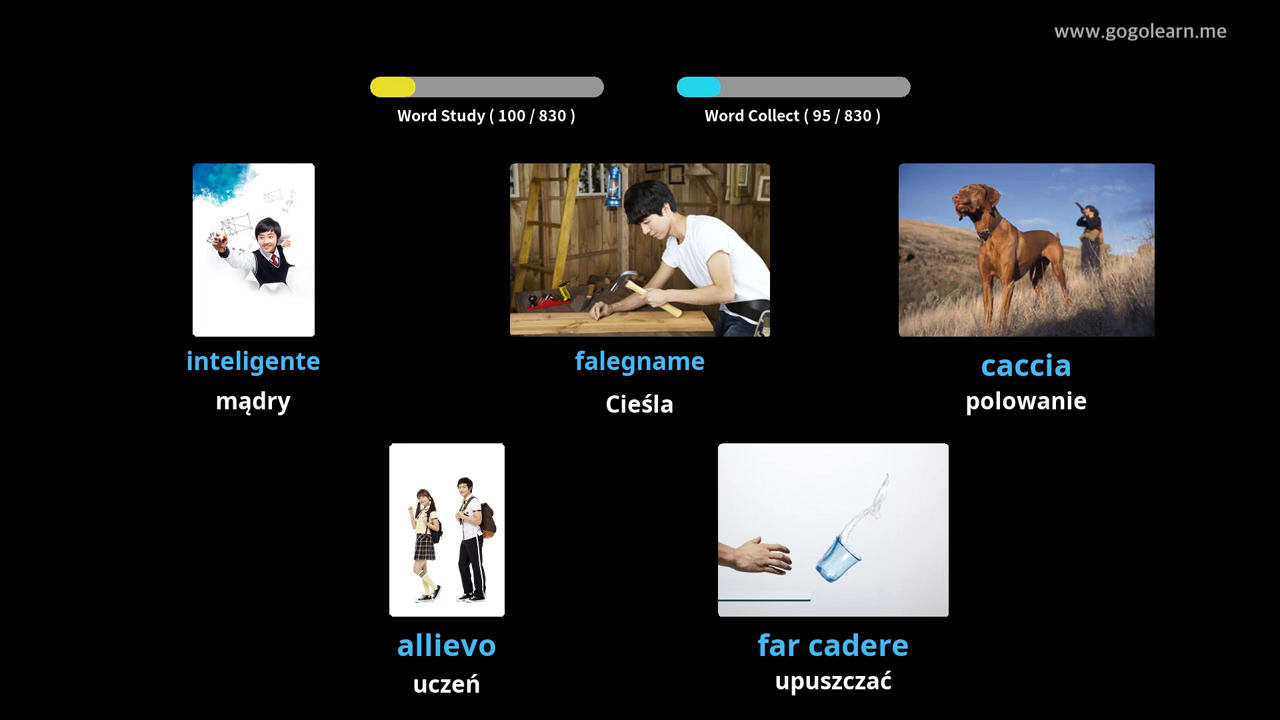 www.gogolearn.me
Word Study ( 100 / 830 )
Word Collect ( 95 / 830 )
inteligente
mądry
falegname
Cieśla
caccia
polowanie
allievo
uczeń
far cadere
upuszczać